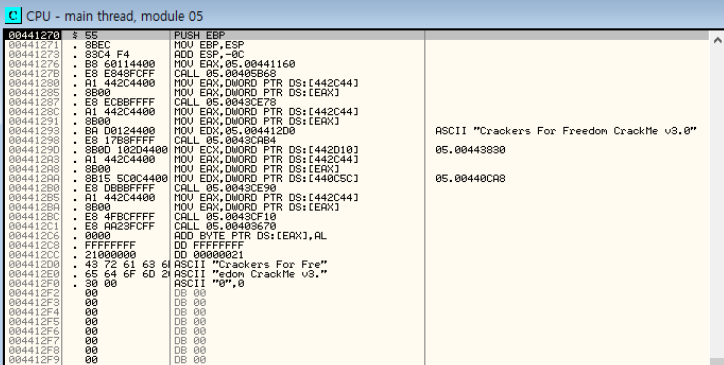 C CPU - main thread, module 05
00441270 $ 55 PUSH EBP
00441271 . 8BEC MOV EBP,ESP
00441273 . 83C4 F4 ADD ESP,-0C
00441276 . B8 60114400 MOV EAX,05.00441160
0044127B . E8 E848FCFF CALL 05.00405B68
00441280 . A1 442C4400 MOV EAX,DWORD PTR DS:[442C44]
00441285 . 8B00 MOV EAX,DWORD PTR DS:[EAX]
00441287 . E8 ECBBFFFF CALL 05.0043CE78
0044128C . A1 442C4400 MOV EAX,DWORD PTR DS:[442C44]
00441291 . 8B00 MOV EAX,DWORD PTR DS:[EAX]
00441293 . BA D0124400 MOV EDX,05.004412D0 ASCII "Crackers For Freedom CrackMe v3.0"
00441298 . E8 17B8FFFF CALL 05.0043CAB4
0044129D . 8B0D 102D4400 MOV ECX,DWORD PTR DS:[442D10] 05.00443830
004412A3 . A1 442C4400 MOV EAX,DWORD PTR DS:[442C44]
004412A8 . 8B00 MOV EAX,DWORD PTR DS:[EAX]
004412AA . 8B15 5C0C4400 MOV EDX,DWORD PTR DS:[440C5C] 05.00440CA8
004412B0 . E8 DBBBFFFF CALL 05.0043CE90
004412B5 . A1 442C4400 MOV EAX,DWORD PTR DS:[442C44]
004412BA . 8B00 MOV EAX,DWORD PTR DS:[EAX]
004412BC . E8 4FBCFFFF CALL 05.0043CF10
004412C1 . E8 AA23FCFF CALL 05.00403670
004412C6 . 0000 ADD BYTE PTR DS:[EAX],AL
004412C8 . FFFFFFFF DD FFFFFFFF
004412CC . 21000000 DD 00000021
004412D0 . 43 72 61 63 6 ASCII "Crackers For Fre"
004412E0 . 65 64 6F 6D 2 ASCII "edom CrackMe v3."
004412F0 . 30 00 ASCII "0",0
004412F2 00 DB 00
004412F3 00 DB 00
004412F4 00 DB 00
004412F5 00 DB 00
004412F6 00 DB 00
004412F7 00 DB 00
004412F8 00 DB 00
004412F9 00 DB 00